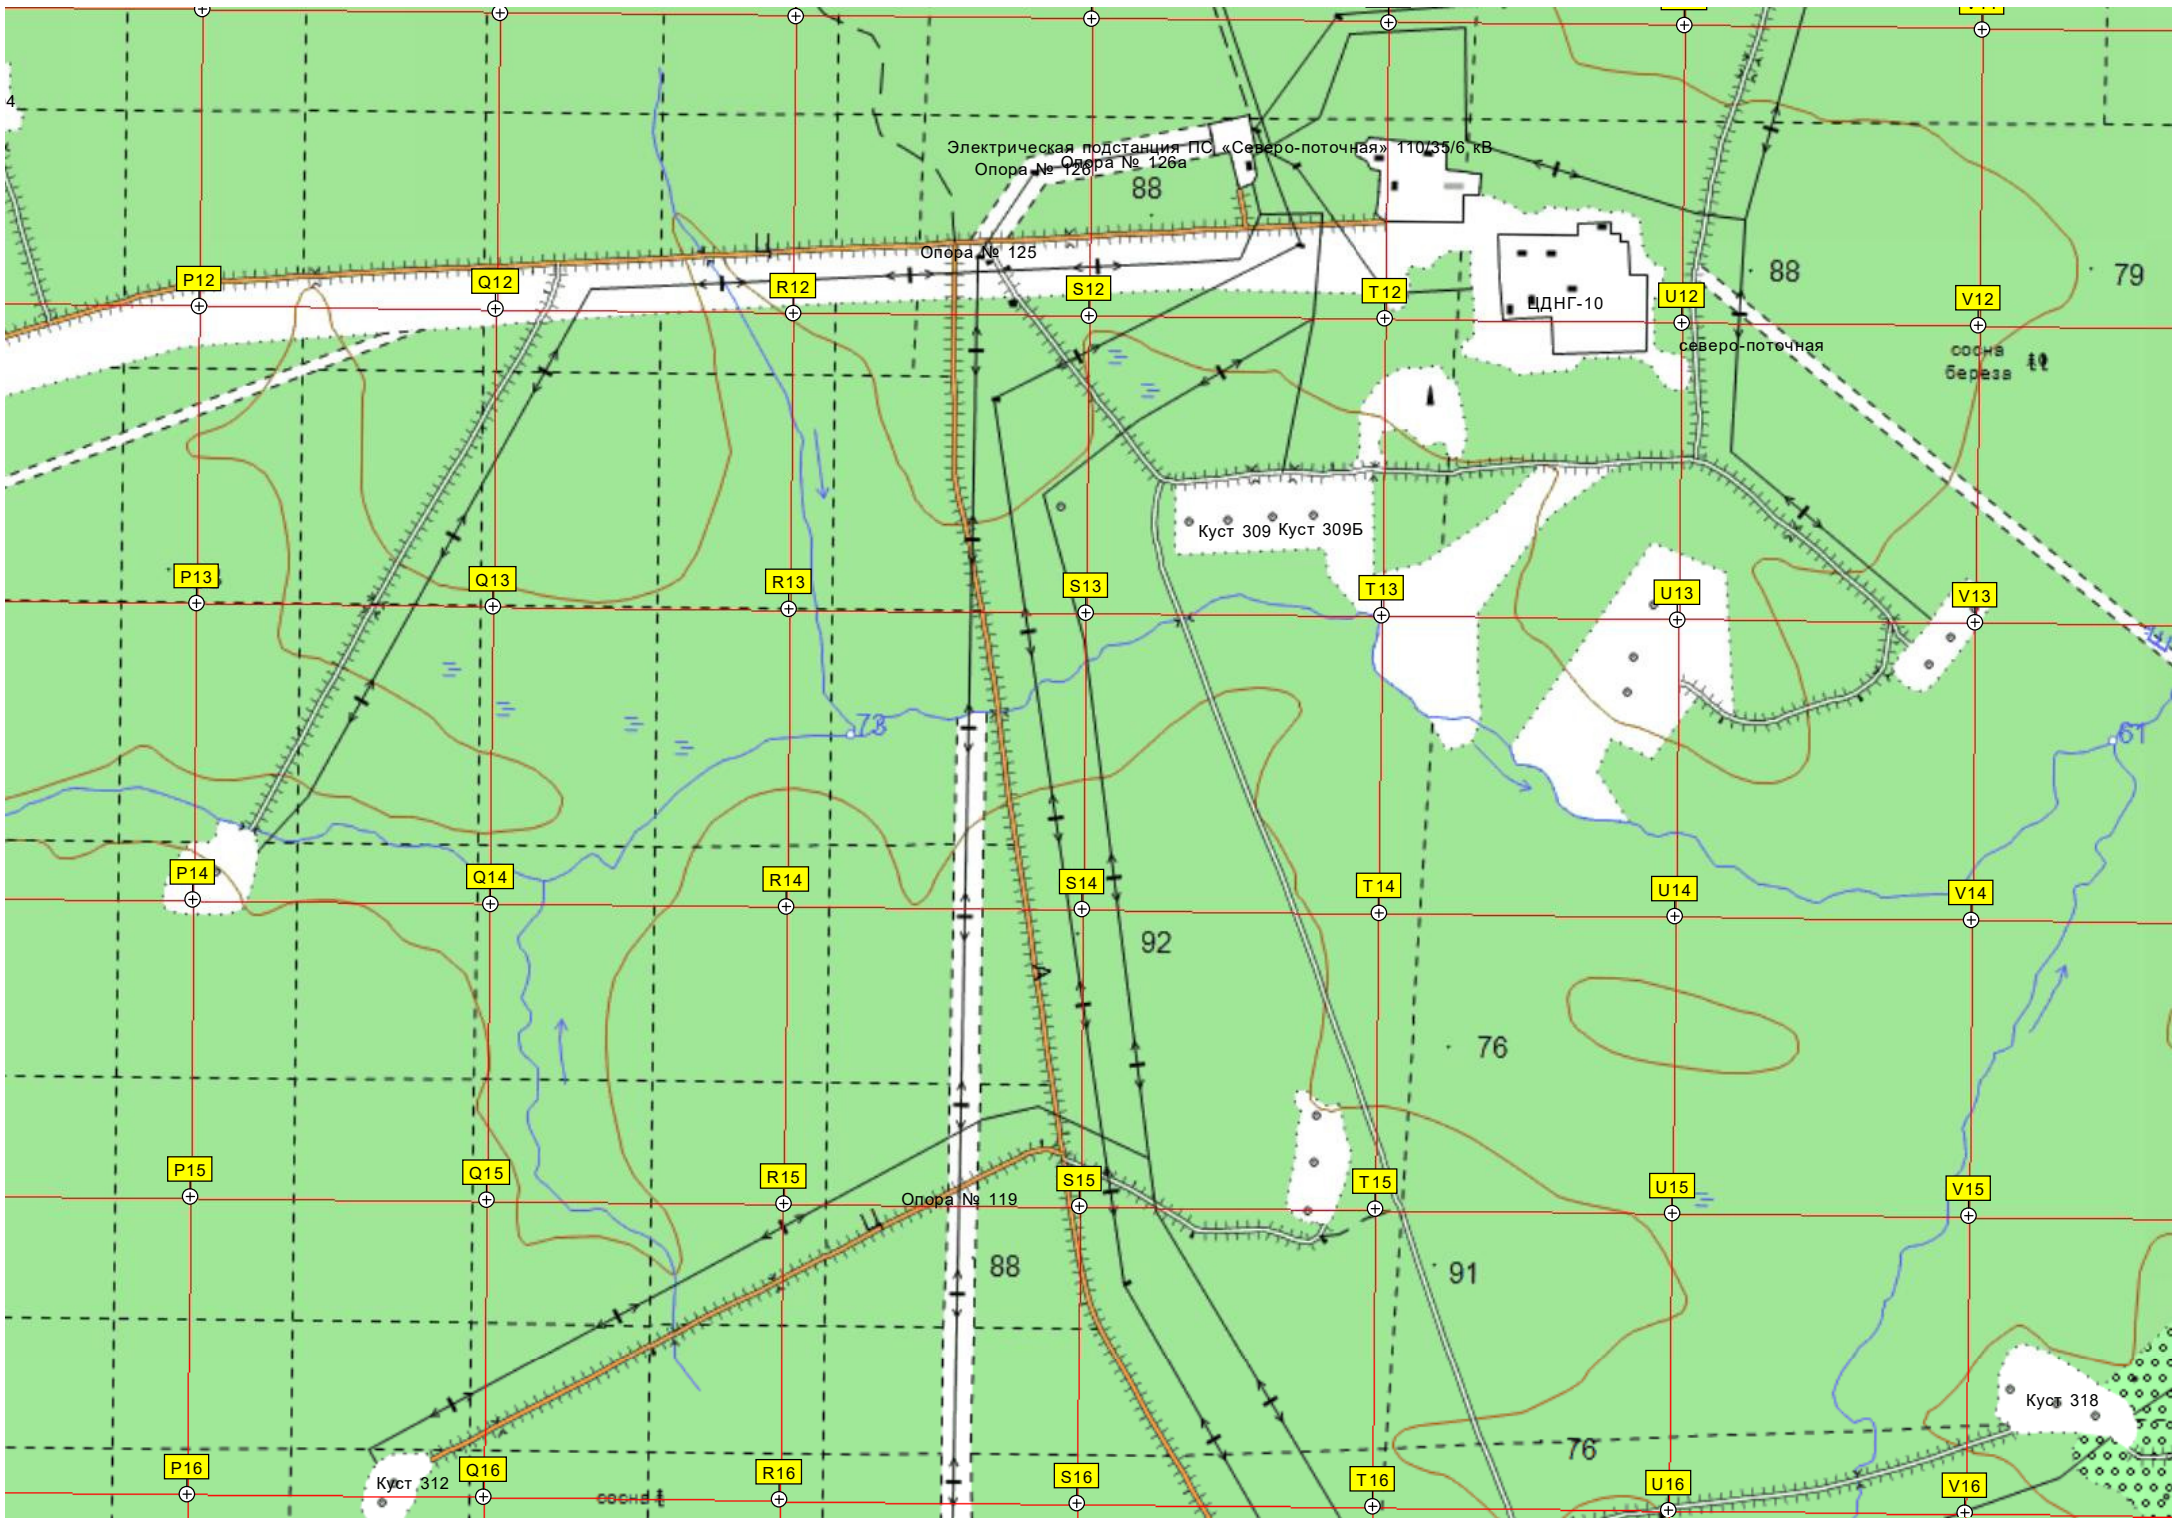 4
Электрическая подстанция ПС «Северо-поточная» 110/35/6 кВ
Опора № 126а
Опора № 126
88
Ц
Опора № 125
P12
Q12
R12
S12
T12
U12
V12
88
79
ЦДНГ-10
северо-поточная
сосна
береза
Куст 309 Куст 309Б
P13
Q13
R13
S13
T13
U13
V13
73
61
P14
Q14
R14
S14
T14
U14
V14
92
А
76
P15
Q15
R15
S15
T15
U15
V15
Опора № 119
Ц
88
91
Куст 318
76
P16
Q16
R16
S16
T16
U16
V16
Куст 312
сосна